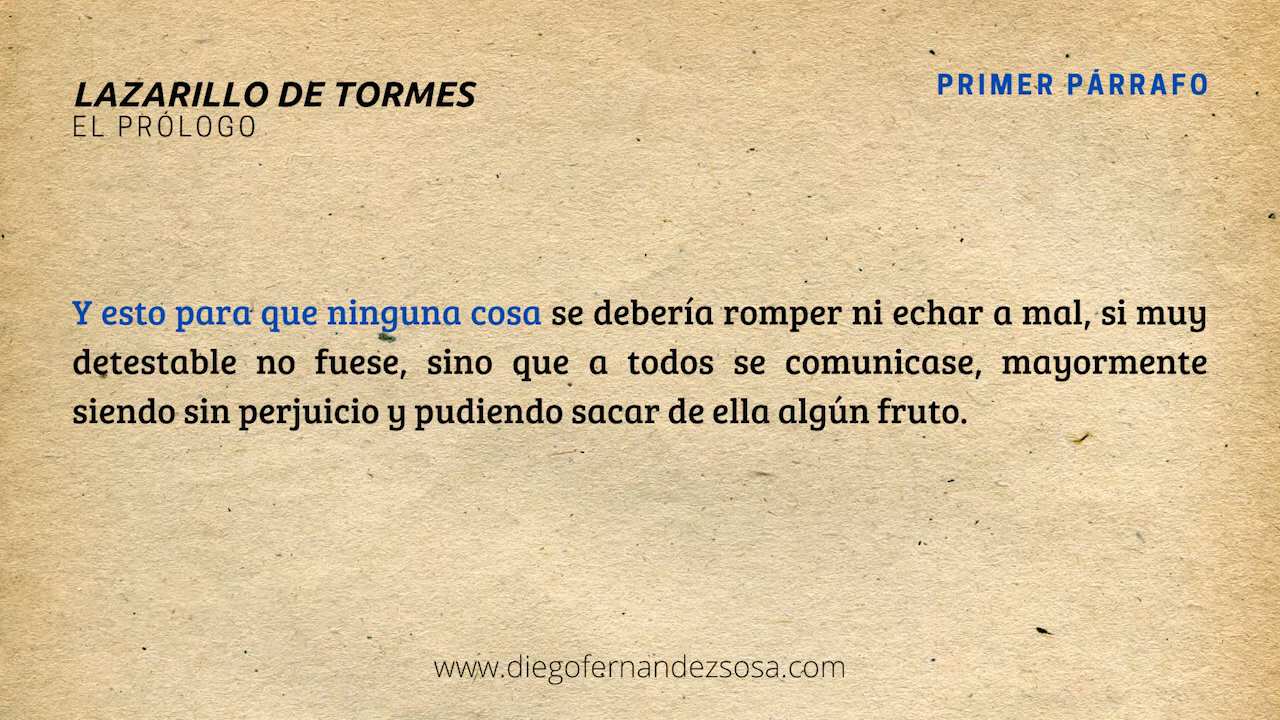 LAZARILLO DE TORMES
EL PRÓLOGO
PRIMER PÁRRAFO
Y esto para que ninguna cosa se debería romper ni echar a mal, si muy
detestable no fuese, sino que a todos se comunicase, mayormente
siendo sin perjuicio y pudiendo sacar de ella algún fruto.
www.diegofernandezsosa.com